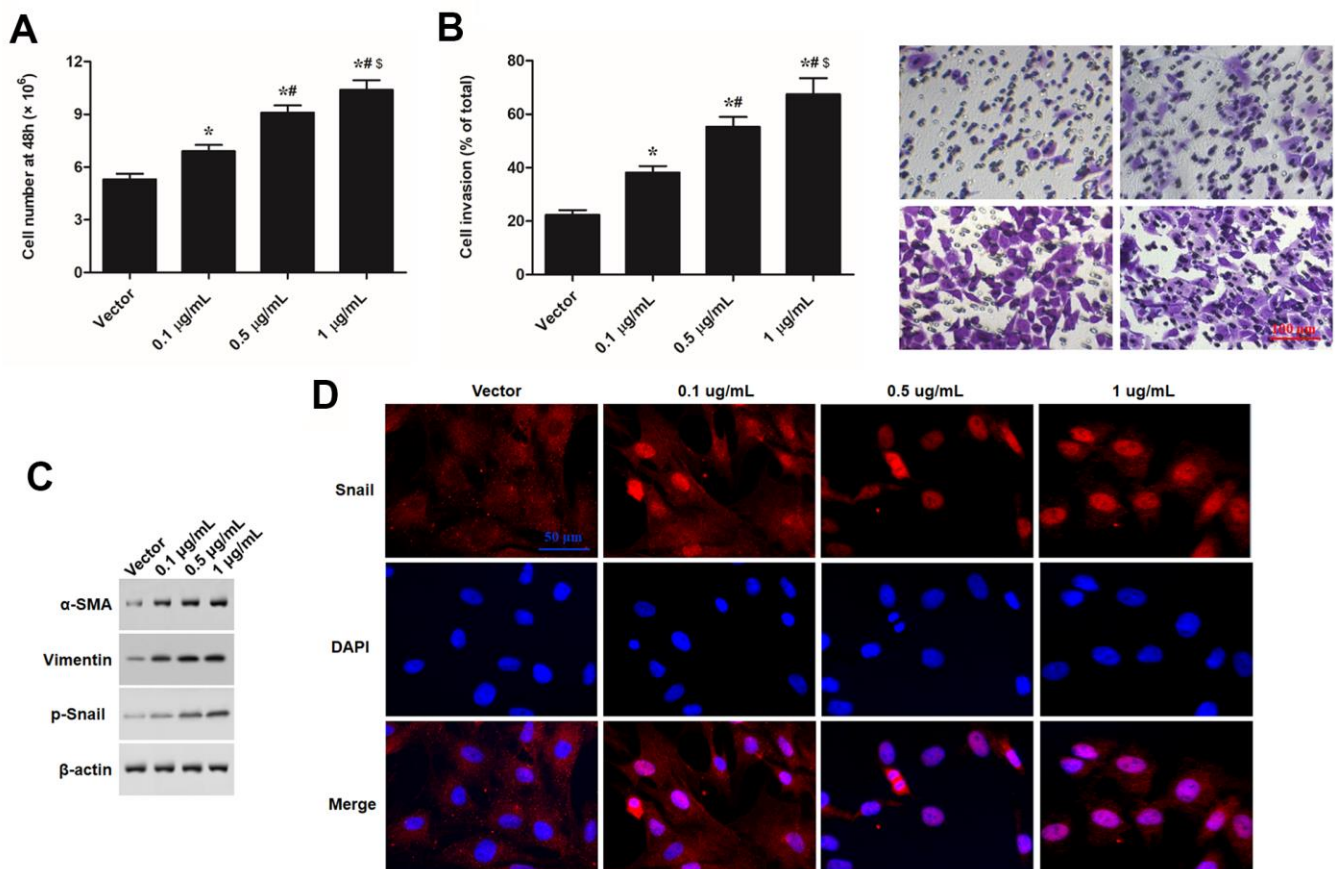 A
Cell number at 48h (× 10⁶)
12
9
6
3
0
*
*#
*# $
Vector
0.1 µg/mL
0.5 µg/mL
1 µg/mL
B
Cell invasion (% of total)
80
60
40
20
0
*
*#
*# $
Vector
0.1 µg/mL
0.5 µg/mL
1 µg/mL
100 µm
C
Vector
0.1 µg/mL
0.5 µg/mL
1 µg/mL
α-SMA
Vimentin
p-Snail
β-actin
D
Vector
0.1 ug/mL
0.5 ug/mL
1 ug/mL
Snail
50 µm
DAPI
Merge